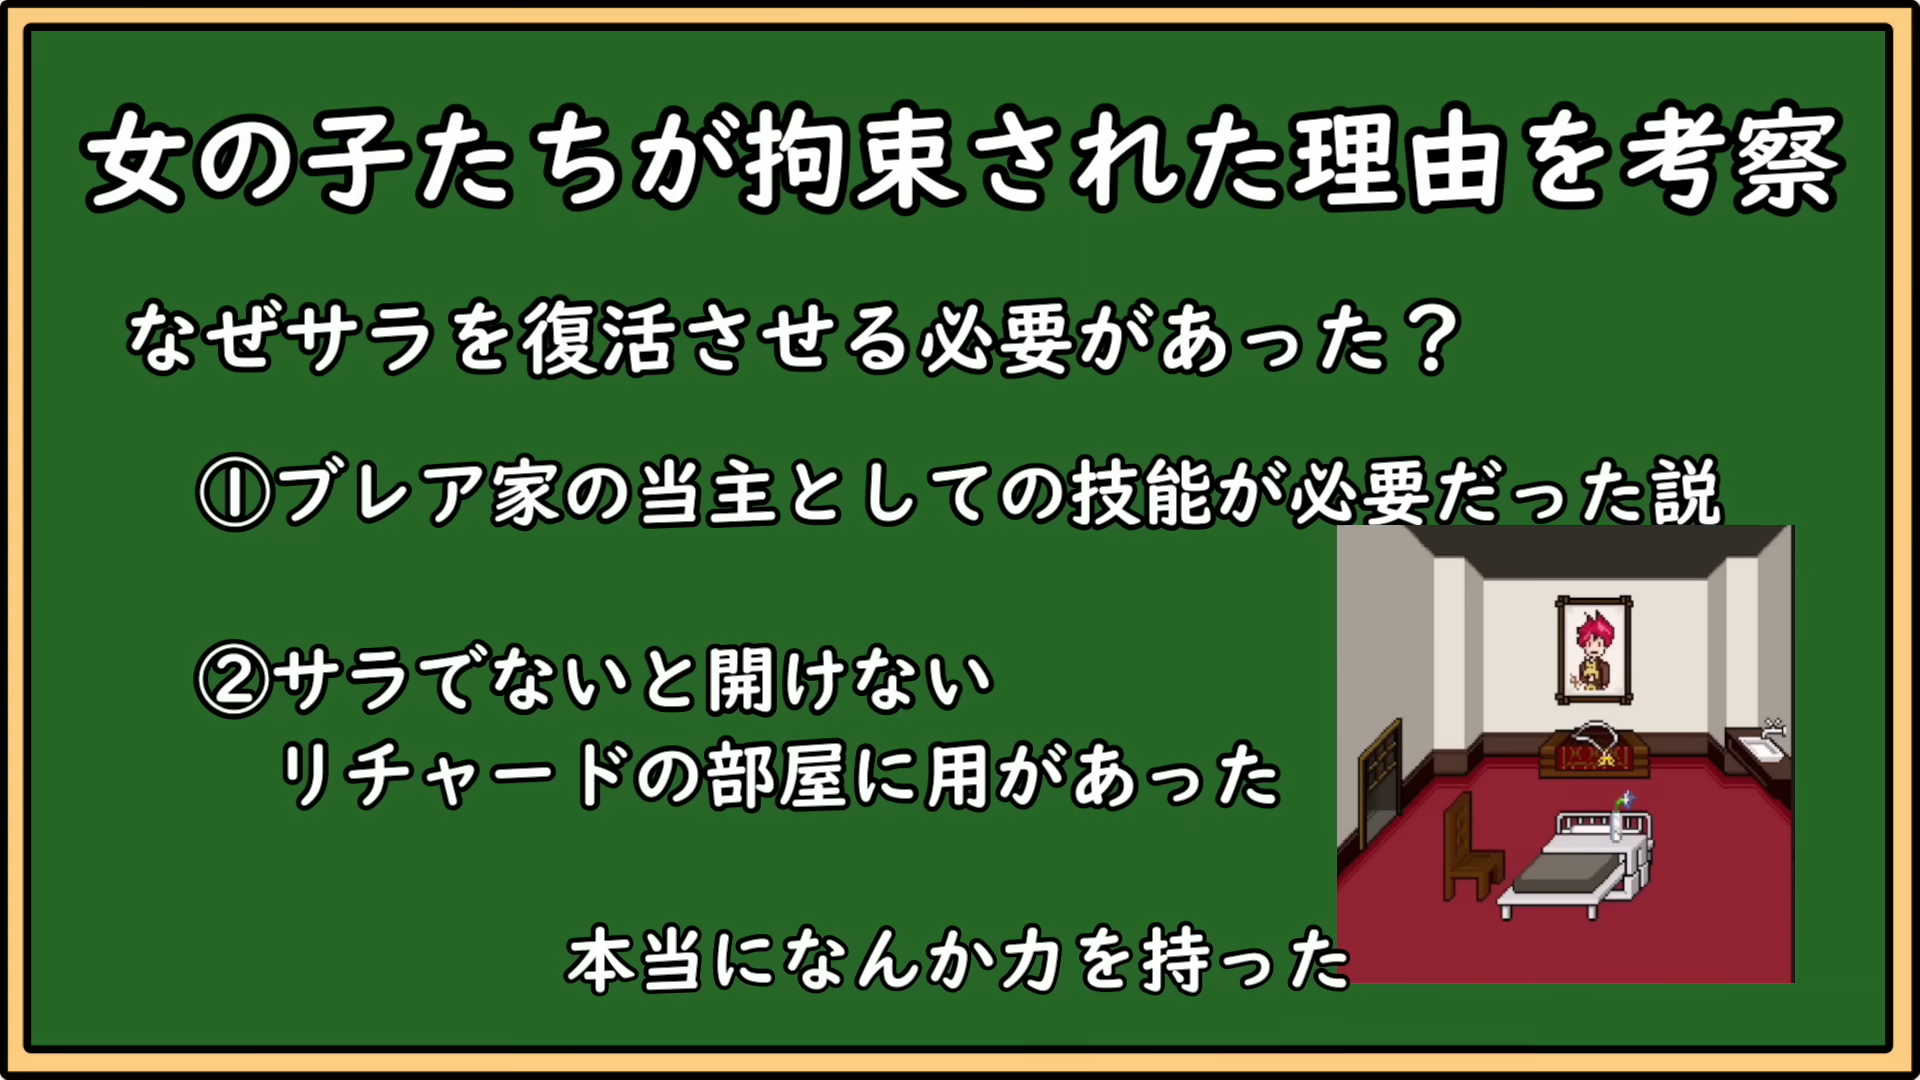 女の子たちが拘束された理由を考察
なぜサラを復活させる必要があった？
①ブレア家の当主としての技能が必要だった説
②サラでないと開けない
リチャードの部屋に用があった
本当になんか力を持った